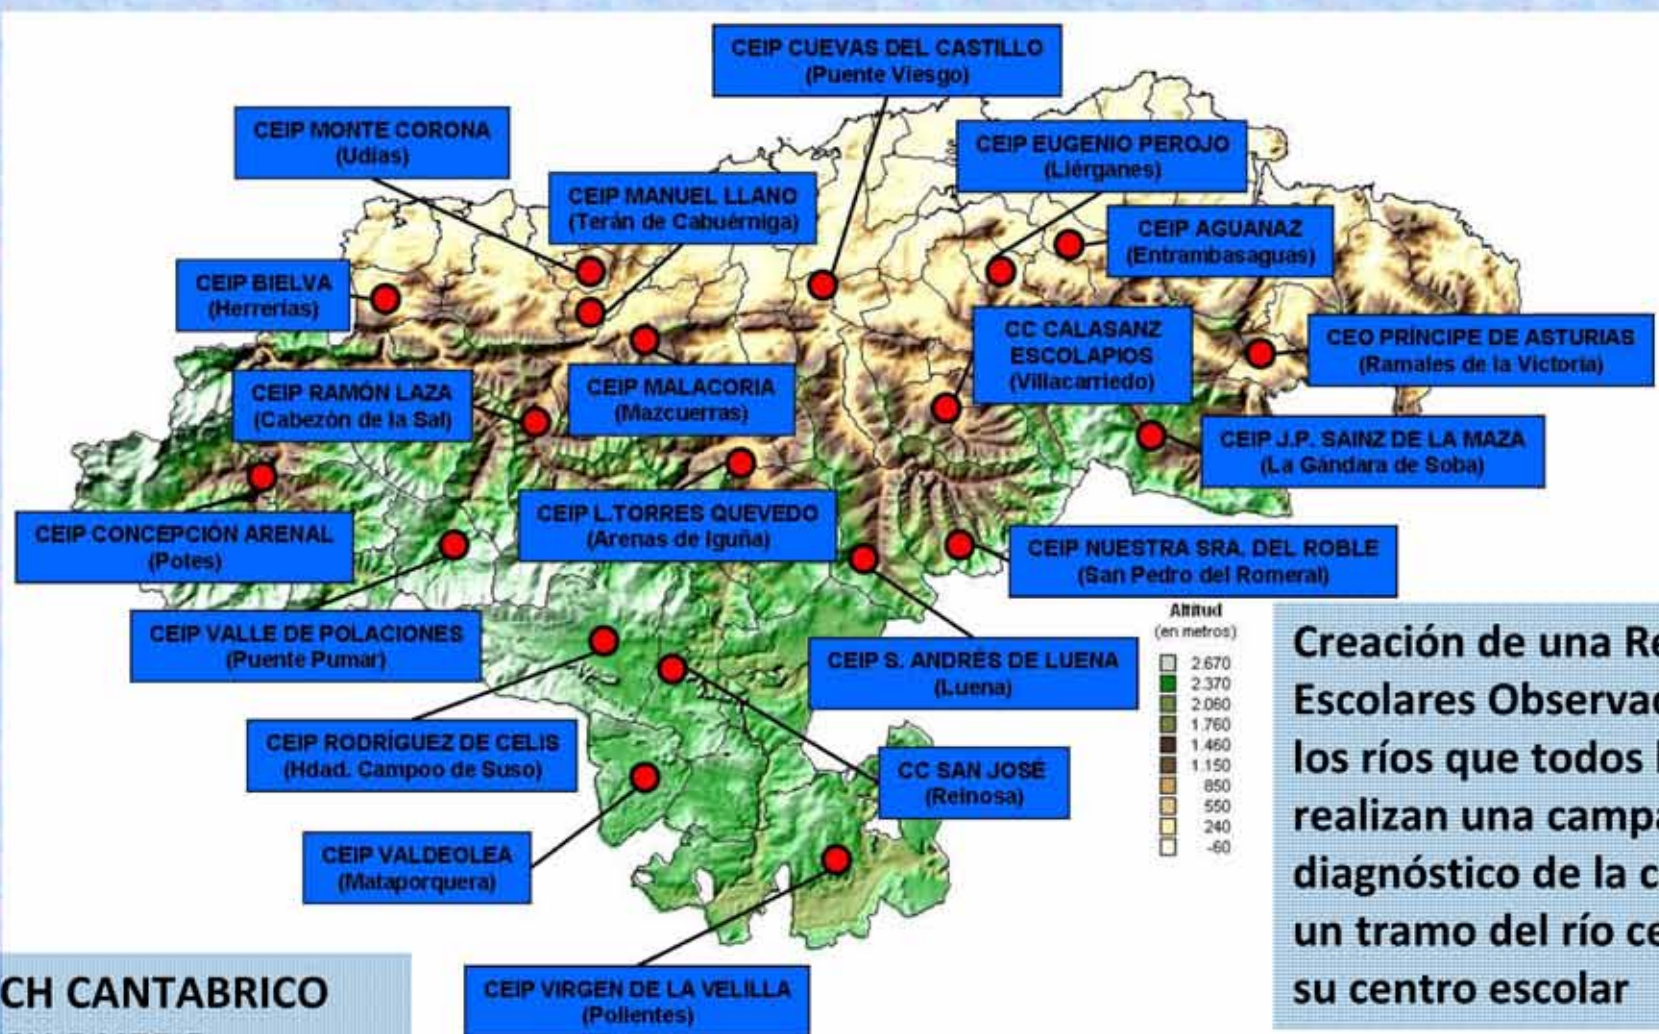 CEIP CUEVAS DEL CASTILLO
(Puente Viesgo)
CEIP MONTE CORONA
(Udías)
CEIP EUGENIO PEROJO
(Liérganes)
CEIP MANUEL LLANO
(Terán de Cabuérniga)
CEIP AGUANAZ
(Entrambasaguas)
CEIP BIELVA
(Herrerías)
CC CALASANZ
ESCOLAPIOS
(Villacarriedo)
CEO PRÍNCIPE DE ASTURIAS
(Ramales de la Victoria)
CEIP RAMÓN LAZA
(Cabezón de la Sal)
CEIP MALACORIA
(Mazcuerras)
CEIP J.P. SÁINZ DE LA MAZA
(La Gándara de Soba)
CEIP CONCEPCIÓN ARENAL
(Potes)
CEIP L.TORRES QUEVEDO
(Arenas de Iguña)
CEIP NUESTRA SRA. DEL ROBLE
(San Pedro del Romeral)
CEIP VALLE DE POLACIONES
(Puente Pumar)
CEIP S. ANDRÉS DE LUENA
(Luena)
CEIP RODRÍGUEZ DE CELIS
(Hdad. Campoo de Suso)
CC SAN JOSÉ
(Reinosa)
CEIP VALDEOLEA
(Mataporquera)
CEIP VIRGEN DE LA VELILLA
(Polientes)
Altitud
(en metros)
2.670
2.370
2.060
1.760
1.460
1.150
850
550
240
-60
Creación de una Re
Escolares Observa
los ríos que todos l
realizan una campa
diagnóstico de la c
un tramo del río ce
su centro escolar
CH CANTABRICO